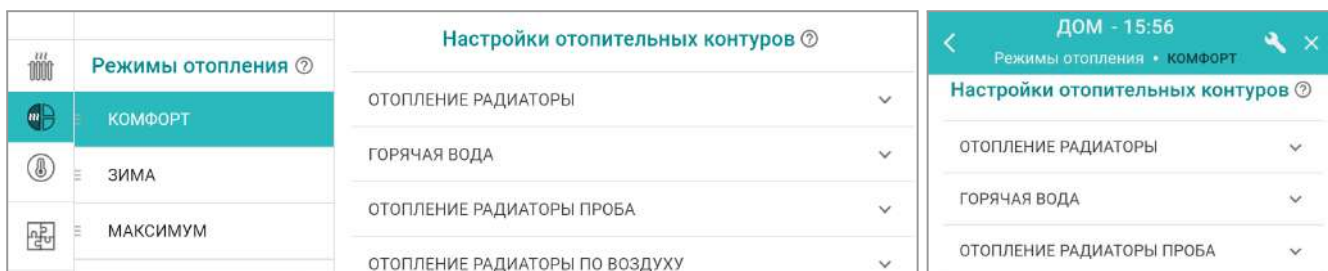 Режимы отопления
КОМФОРТ
ЗИМА
МАКСИМУМ
Настройки отопительных контуров
ОТОПЛЕНИЕ РАДИАТОРЫ
ГОРЯЧАЯ ВОДА
ОТОПЛЕНИЕ РАДИАТОРЫ ПРОБА
ОТОПЛЕНИЕ РАДИАТОРЫ ПО ВОЗДУХУ
ДОМ - 15:56
Режимы отопления • КОМФОРТ
Настройки отопительных контуров
ОТОПЛЕНИЕ РАДИАТОРЫ
ГОРЯЧАЯ ВОДА
ОТОПЛЕНИЕ РАДИАТОРЫ ПРОБА